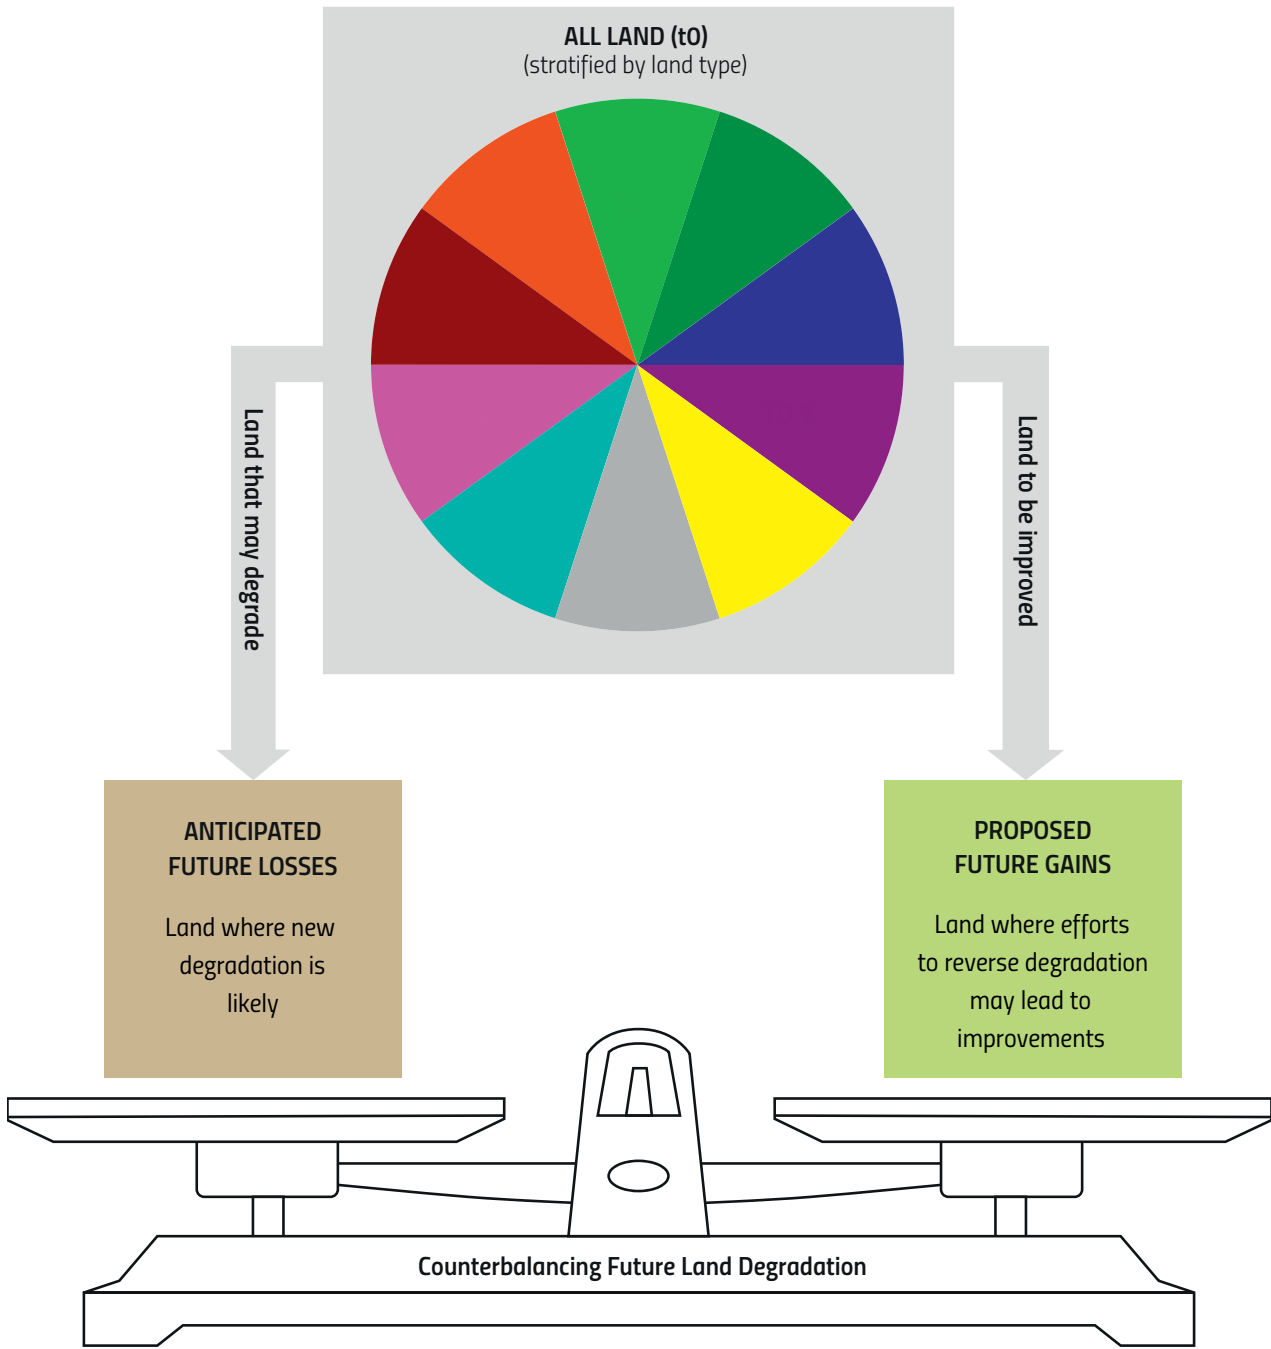 ALL LAND (t0)
(stratified by land type)
Land that may degrade
Land to be improved
ANTICIPATED
FUTURE LOSSES
Land where new
degradation is
likely
PROPOSED
FUTURE GAINS
Land where efforts
to reverse degradation
may lead to
improvements
Counterbalancing Future Land Degradation